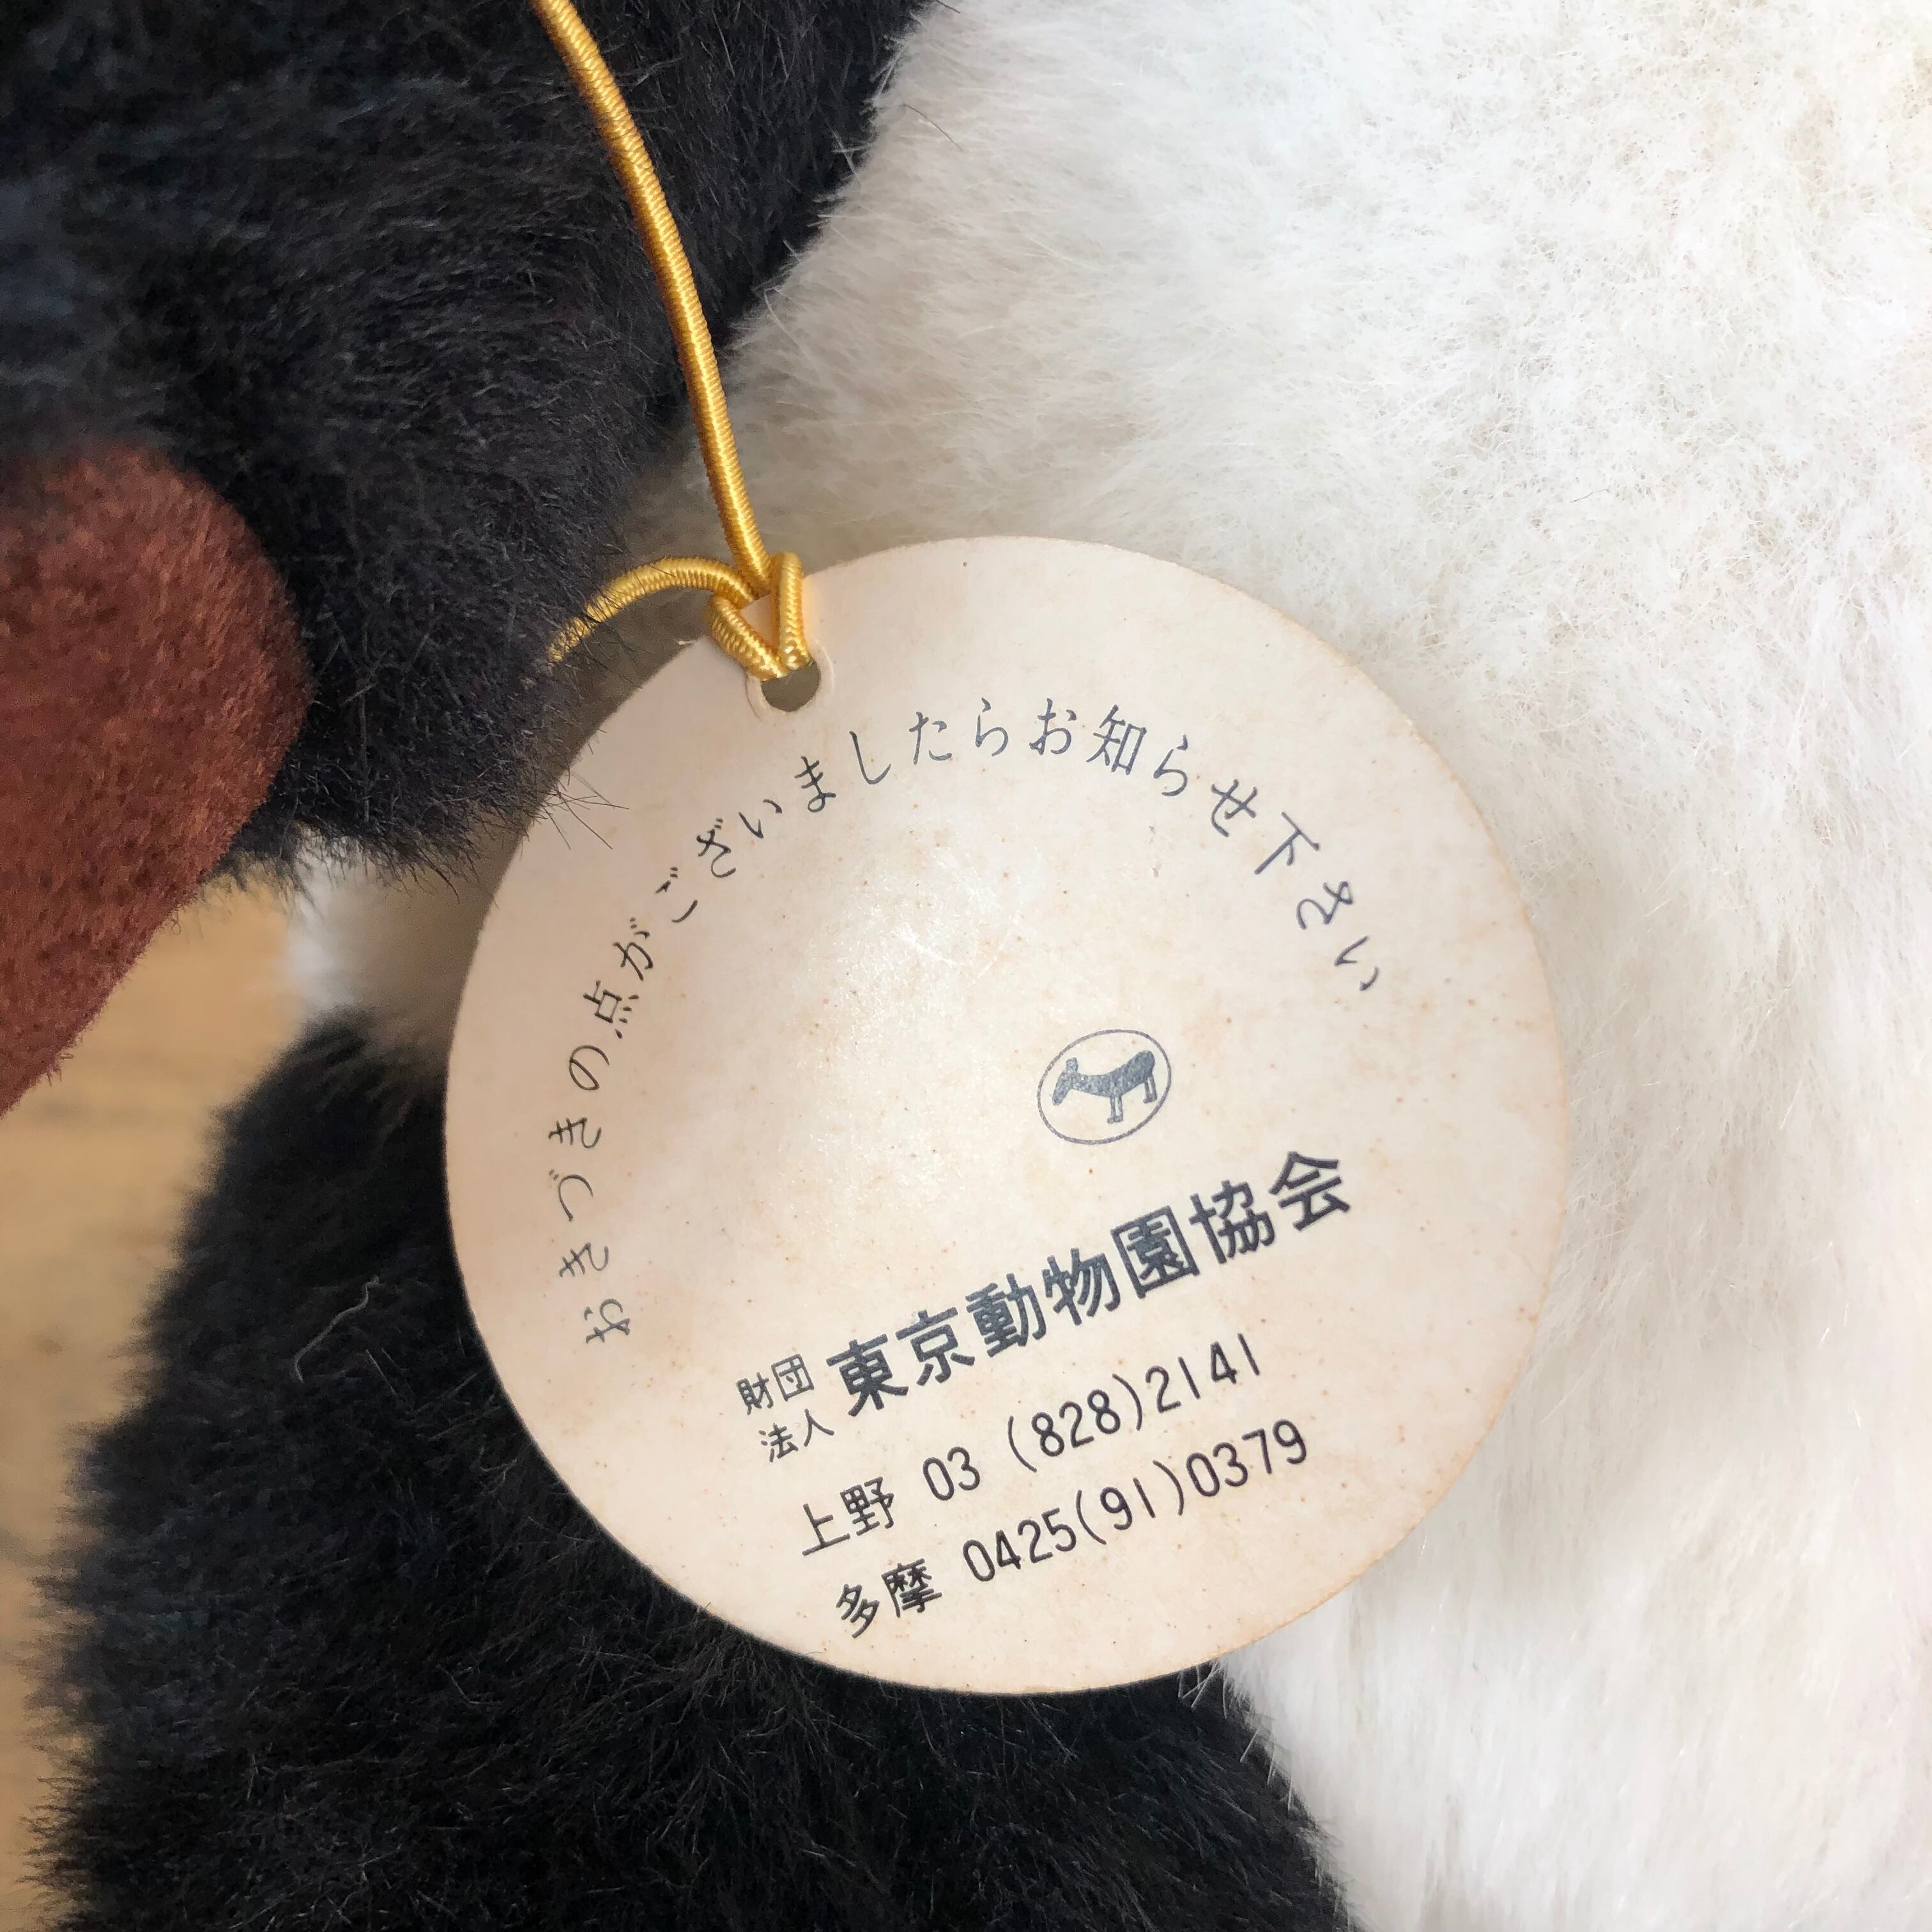 おきづきの点がございましたらお知らせ下さい
財団法人 東京動物園協会
上野 03 (828)2141
多摩 0425(91)0379